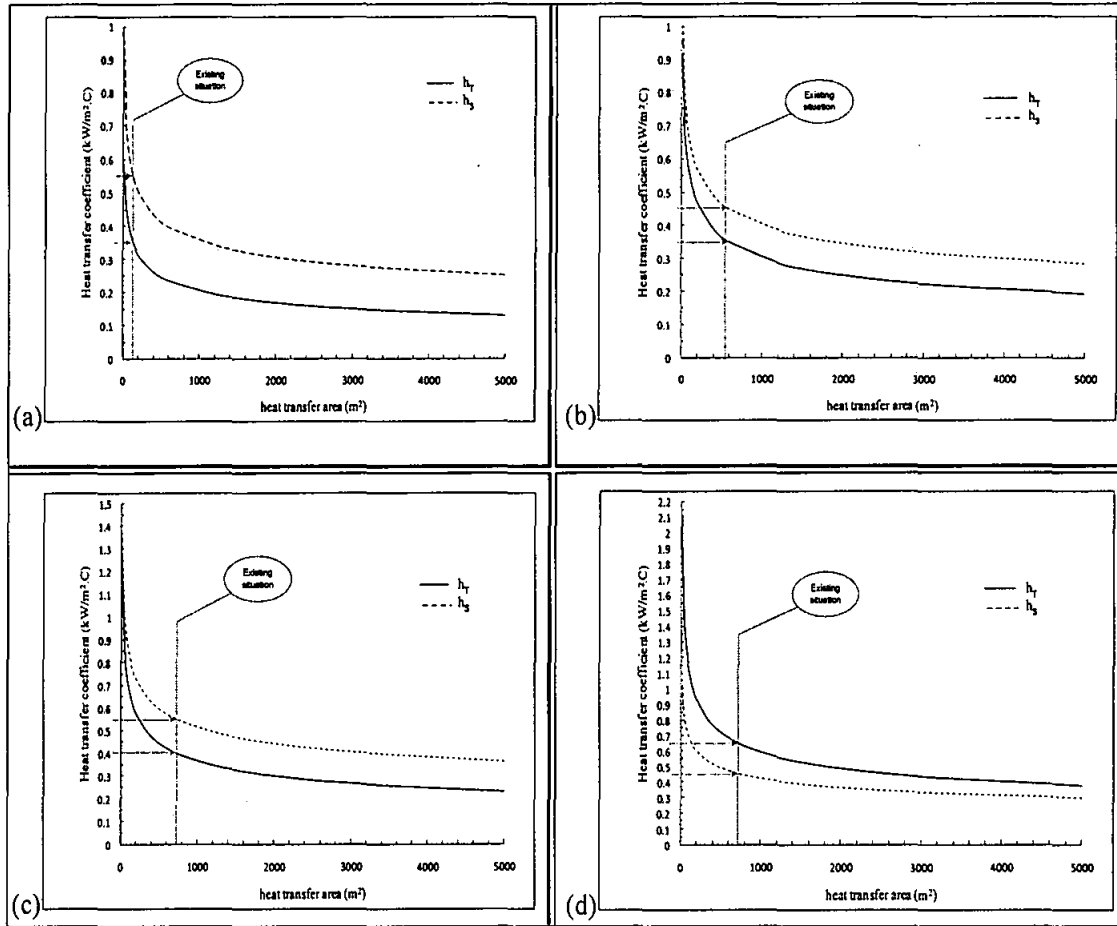 1
0.9
0.8
0.7
0.6
0.5
0.4
0.3
0.2
0.1
0
Heat transfer coefficient (kW/m².C)
Existing situation
h_T
h_S
0 1000 2000 3000 4000 5000
heat transfer area (m²)
(a)
1
0.9
0.8
0.7
0.6
0.5
0.4
0.3
0.2
0.1
0
Heat transfer coefficient (kW/m².C)
Existing situation
h_T
h_S
0 1000 2000 3000 4000 5000
heat transfer area (m²)
(b)
1.5
1.4
1.3
1.2
1.1
1
0.9
0.8
0.7
0.6
0.5
0.4
0.3
0.2
0.1
0
Heat transfer coefficient (kW/m².C)
Existing situation
h_T
h_S
0 1000 2000 3000 4000 5000
heat transfer area (m²)
(c)
2.2
2.1
2
1.9
1.8
1.7
1.6
1.5
1.4
1.3
1.2
1.1
1
0.9
0.8
0.7
0.6
0.5
0.4
0.3
0.2
0.1
0
Heat transfer coefficient (kW/m².C)
Existing situation
h_T
h_S
0 1000 2000 3000 4000 5000
heat transfer area (m²)
(d)